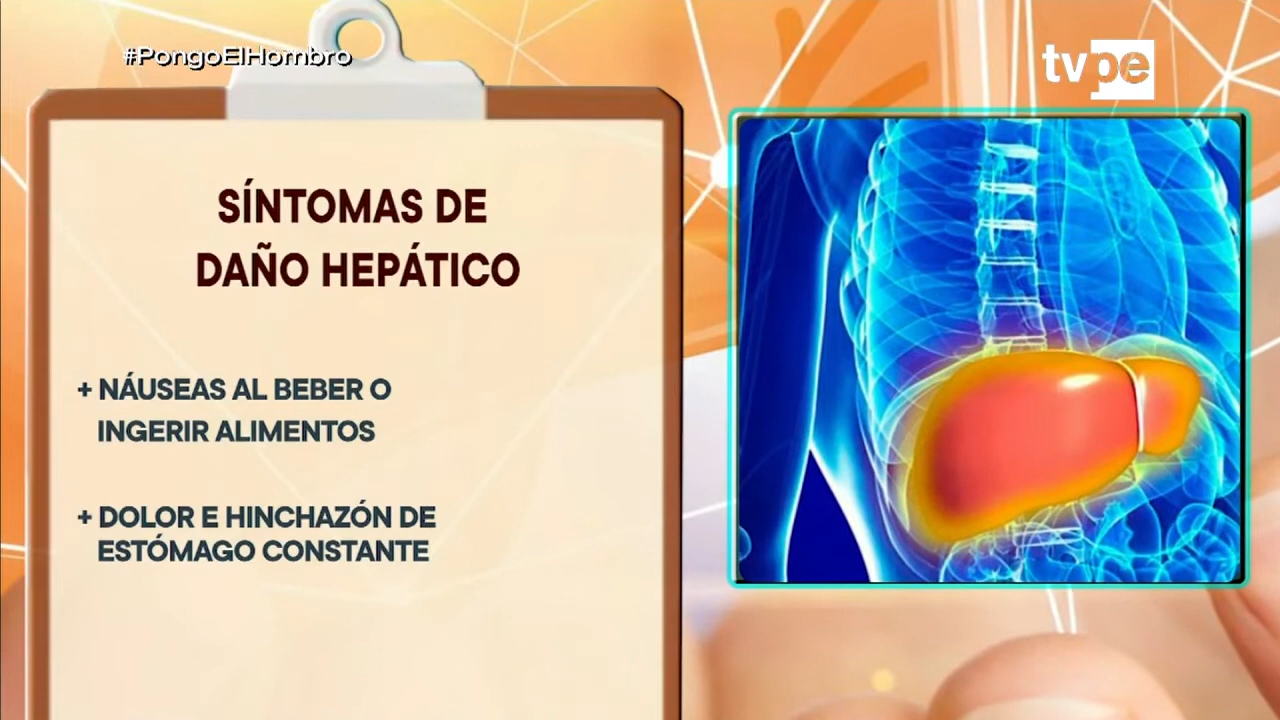 #PongoElHombro
tvpe
SÍNTOMAS DE
DAÑO HEPÁTICO
+ NÁUSEAS AL BEBER O
INGERIR ALIMENTOS
+ DOLOR E HINCHAZÓN DE
ESTÓMAGO CONSTANTE